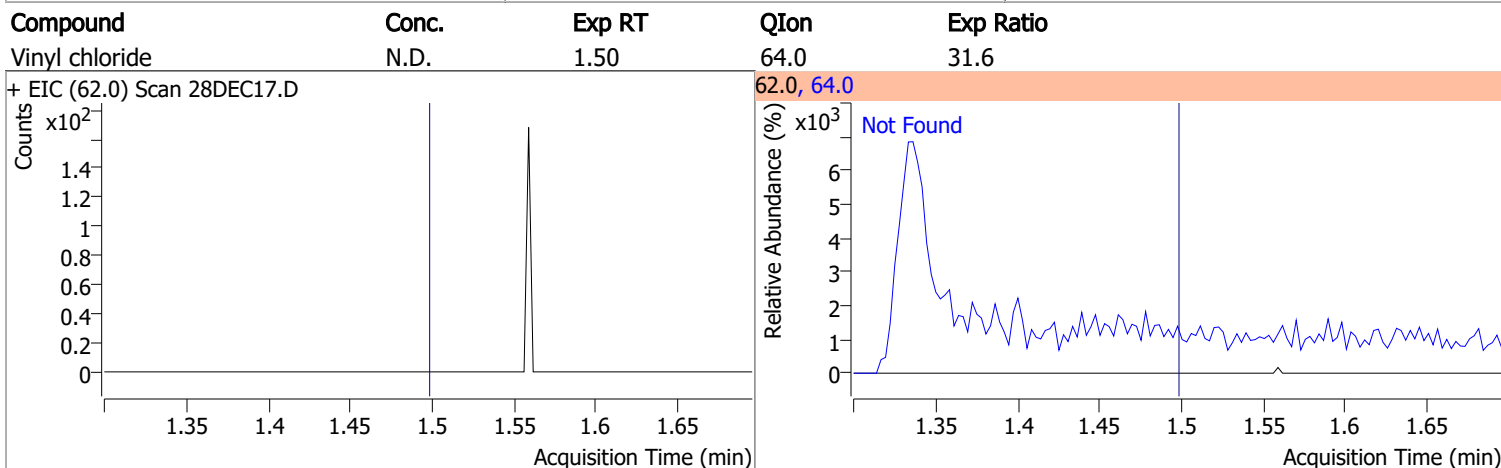 Compound Conc. Exp RT QIon Exp Ratio
Vinyl chloride N.D. 1.50 64.0 31.6
+ EIC (62.0) Scan 28DEC17.D
Counts
x10²
1.4
1.2
1
0.8
0.6
0.4
0.2
0
1.35 1.4 1.45 1.5 1.55 1.6 1.65
Acquisition Time (min)
62.0, 64.0
Relative Abundance (%)
x10³
Not Found
6
5
4
3
2
1
0
1.35 1.4 1.45 1.5 1.55 1.6 1.65
Acquisition Time (min)